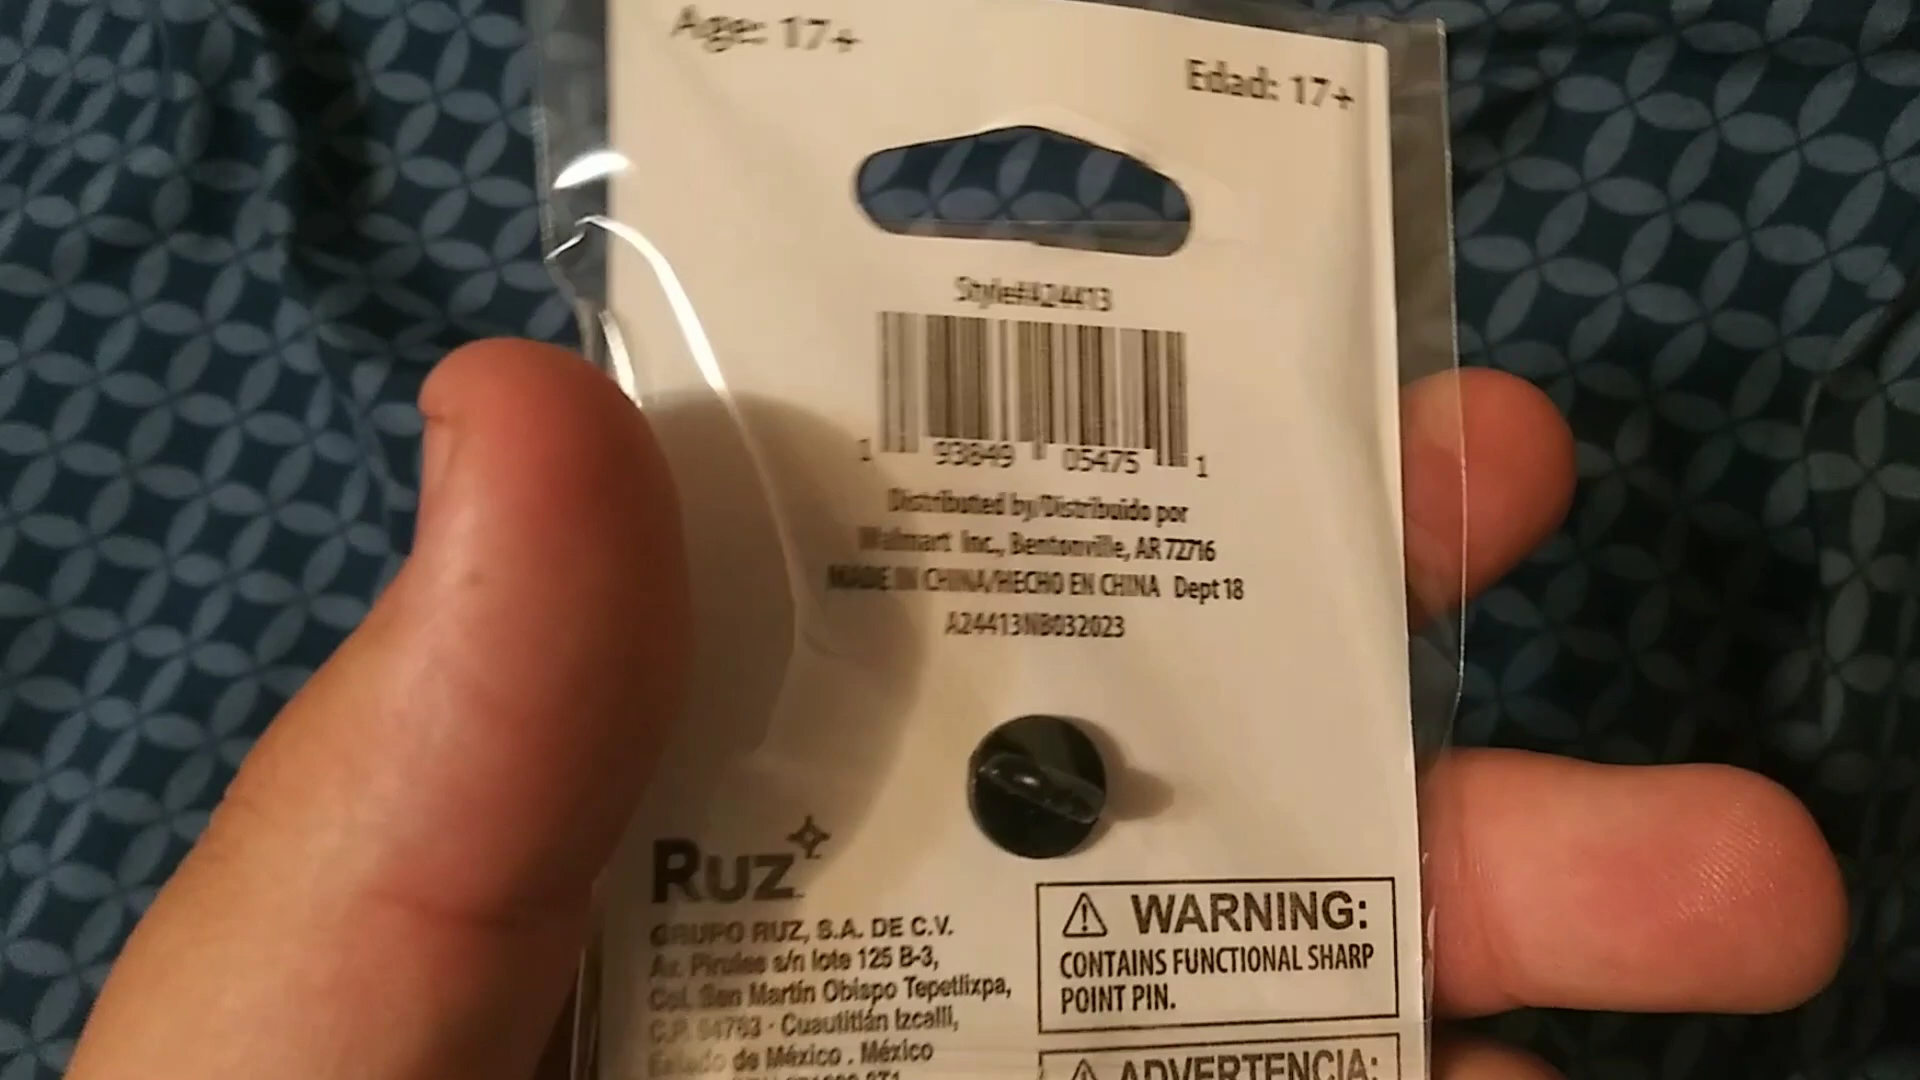 Age: 17+
Edad: 17+
Style#A24413
1 93849 05475 1
Distributed by/Distribuido por
Walmart Inc., Bentonville, AR 72716
MADE IN CHINA/HECHO EN CHINA Dept 18
A24413NB032023
RUZ
GRUPO RUZ, S.A. DE C.V.
Av. Pirules s/n lote 125 B-3,
Col. San Martín Obispo Tepetlixpa,
C.P. 54763 · Cuautitlán Izcalli,
Estado de México . México
WARNING:
CONTAINS FUNCTIONAL SHARP
POINT PIN.
ADVERTENCIA: